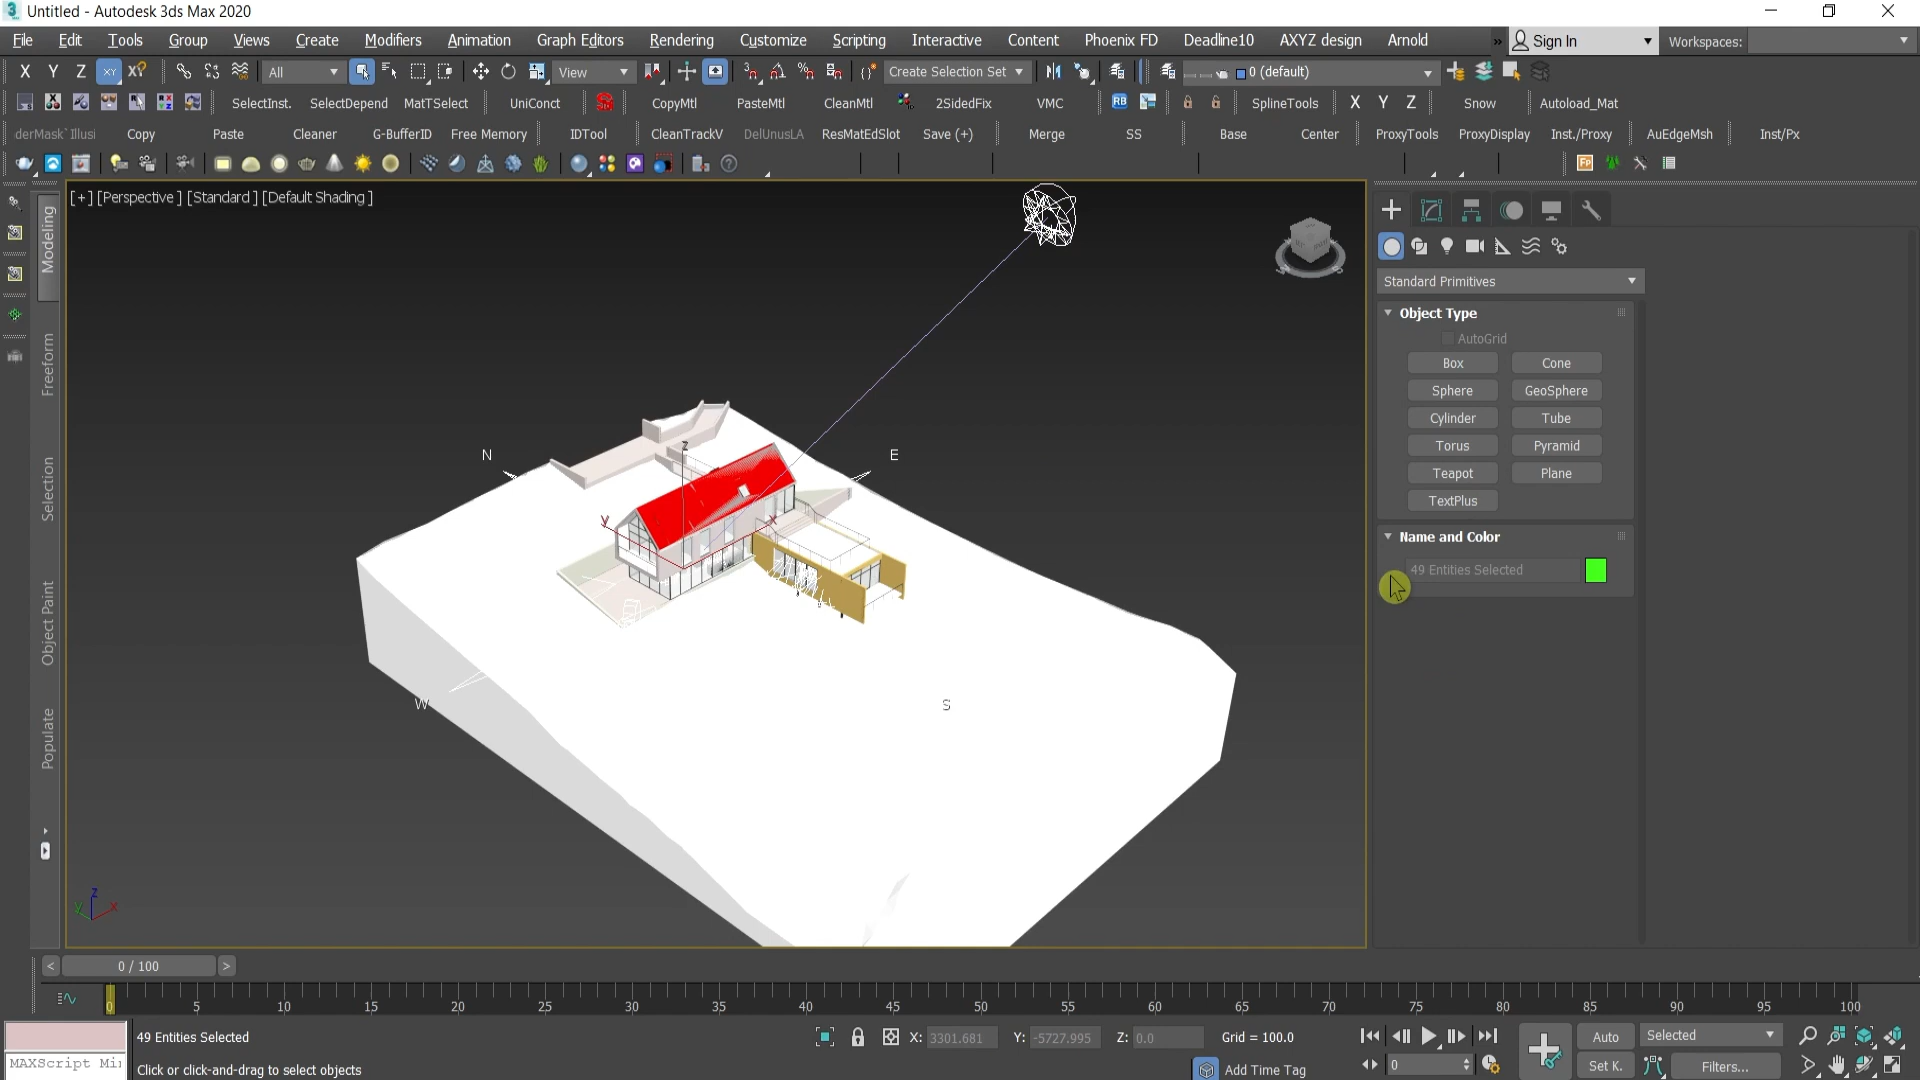 Untitled - Autodesk 3ds Max 2020
File Edit Tools Group Views Create Modifiers Animation Graph Editors Rendering Customize Scripting Interactive Content Phoenix FD Deadline10 AXYZ design Arnold » Sign In Workspaces:
X Y Z XY All View Create Selection Set 0 (default)
SelectInst. SelectDepend MatTSelect UniConct CopyMtl PasteMtl CleanMtl 2SidedFix VMC RB SplineTools X Y Z Snow Autoload_Mat
derMask`Illusi Copy Paste Cleaner G-BufferID Free Memory IDTool CleanTrackV DelUnusLA ResMatEdSlot Save (+) Merge SS Base Center ProxyTools ProxyDisplay Inst./Proxy AuEdgeMsh Inst/Px
[+] [Perspective ] [Standard ] [Default Shading ]
Modeling
Freeform
Selection
Object Paint
Populate
N
E
W
S
z
y
x
z
y
x
Standard Primitives
Object Type
AutoGrid
Box Cone
Sphere GeoSphere
Cylinder Tube
Torus Pyramid
Teapot Plane
TextPlus
Name and Color
49 Entities Selected
< 0 / 100 >
0 5 10 15 20 25 30 35 40 45 50 55 60 65 70 75 80 85 90 95 100
49 Entities Selected X: 3301.681 Y: -5727.995 Z: 0.0 Grid = 100.0 Auto Selected
MAXScript Mi Click or click-and-drag to select objects Add Time Tag 0 Set K. Filters...